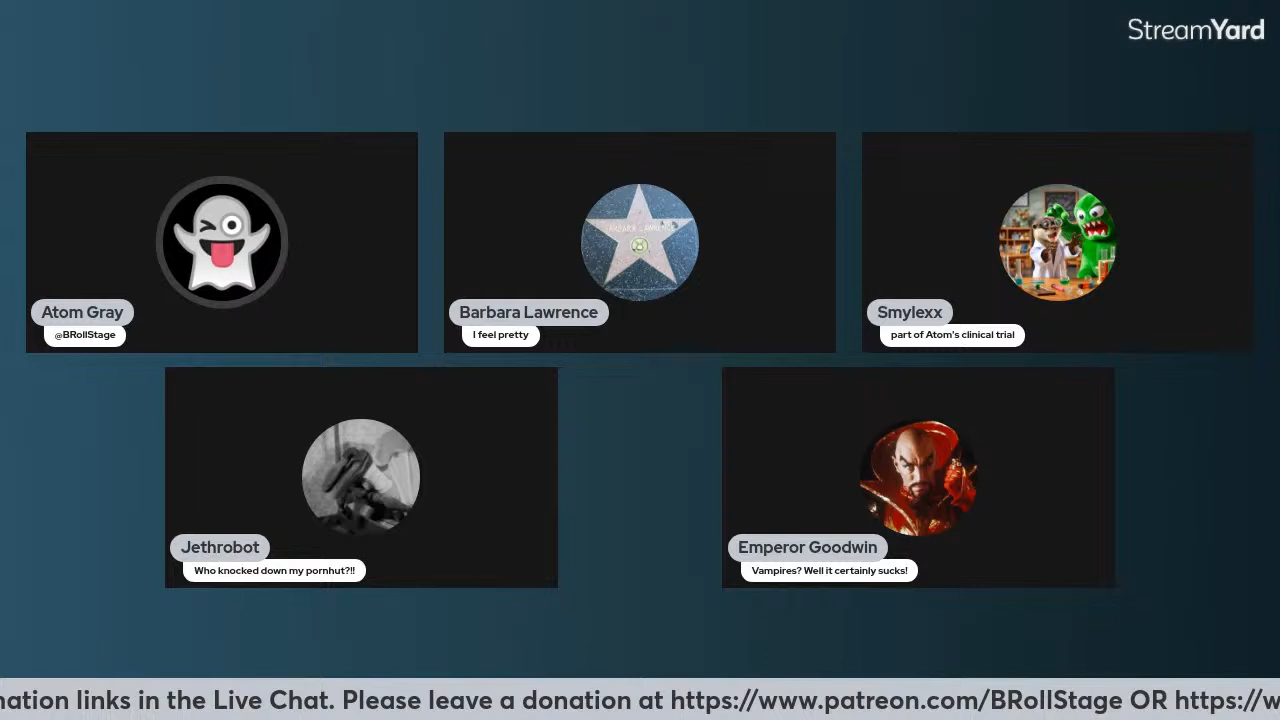 StreamYard
Atom Gray
@BRollStage
BARBARA LAWRENCE
Barbara Lawrence
I feel pretty
Smylexx
part of Atom's clinical trial
Jethrobot
Who knocked down my pornhut?!!
Emperor Goodwin
Vampires? Well it certainly sucks!
nation links in the Live Chat. Please leave a donation at https://www.patreon.com/BRollStage OR https://w